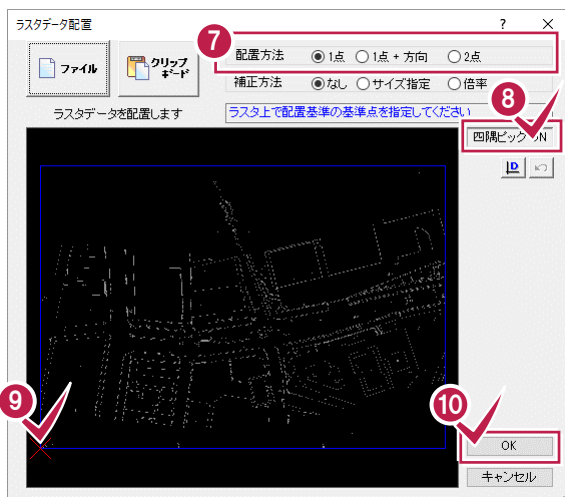 ラスタデータ配置
?
×
7
配置方法 1点 1点 + 方向 2点
ファイル
クリップ
ボード
補正方法 なし サイズ指定 倍率
8
ラスタデータを配置します
ラスタ上で配置基準の基準点を指定してください
四隅ピック ON
D
9
10
OK
キャンセル